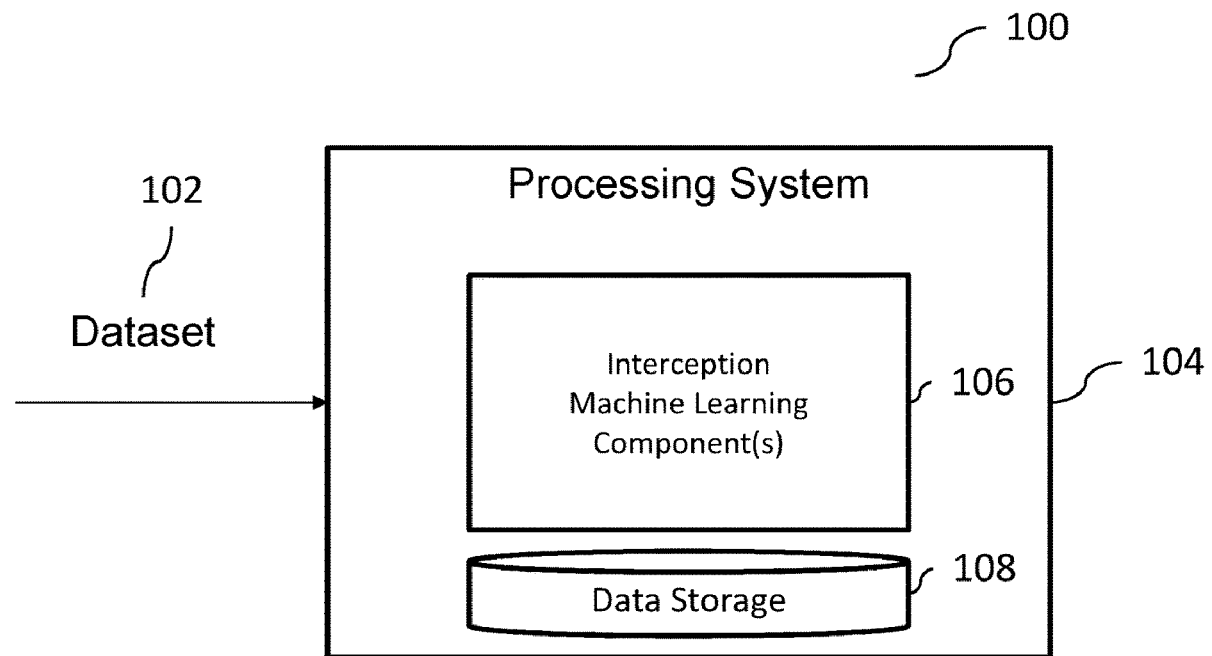 100
Processing System
102
Dataset
Interception
Machine Learning
Component(s)
106
104
Data Storage
108